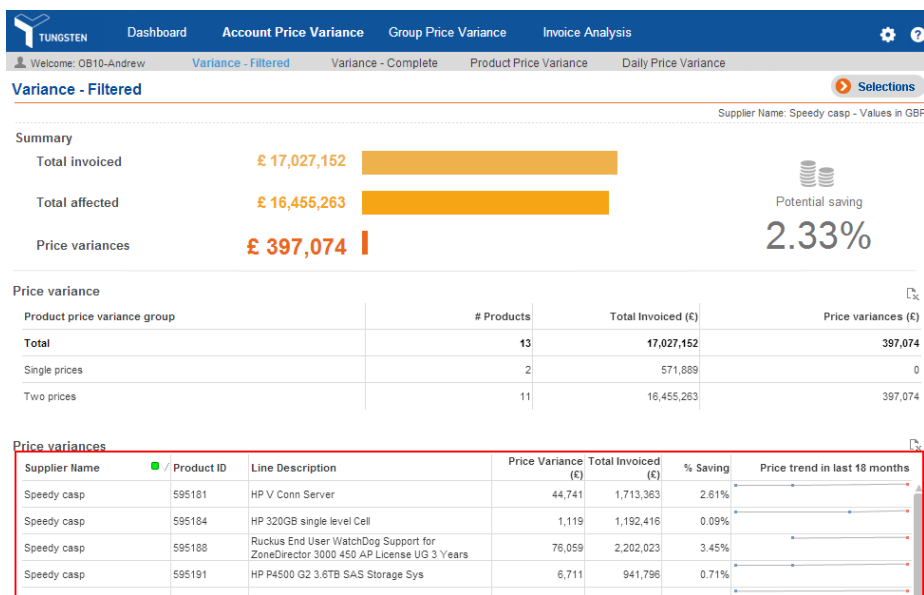 TUNGSTEN Dashboard Account Price Variance Group Price Variance Invoice Analysis ?
Welcome: OB10-Andrew Variance - Filtered Variance - Complete Product Price Variance Daily Price Variance
Variance - Filtered Selections
Supplier Name: Speedy casp - Values in GBP
Summary
Total invoiced £ 17,027,152
Total affected £ 16,455,263
Potential saving
Price variances £ 397,074 2.33%
Price variance
Product price variance group # Products Total Invoiced (£) Price variances (£)
Total 13 17,027,152 397,074
Single prices 2 571,889 0
Two prices 11 16,455,263 397,074
Price variances
Supplier Name Product ID Line Description Price Variance (£) Total Invoiced (£) % Saving Price trend in last 18 months
Speedy casp 595181 HP V Conn Server 44,741 1,713,363 2.61%
Speedy casp 595184 HP 320GB single level Cell 1,119 1,192,416 0.09%
Speedy casp 595188 Ruckus End User WatchDog Support for
ZoneDirector 3000 450 AP License UG 3 Years 76,059 2,202,023 3.45%
Speedy casp 595191 HP P4500 G2 3.6TB SAS Storage Sys 6,711 941,796 0.71%